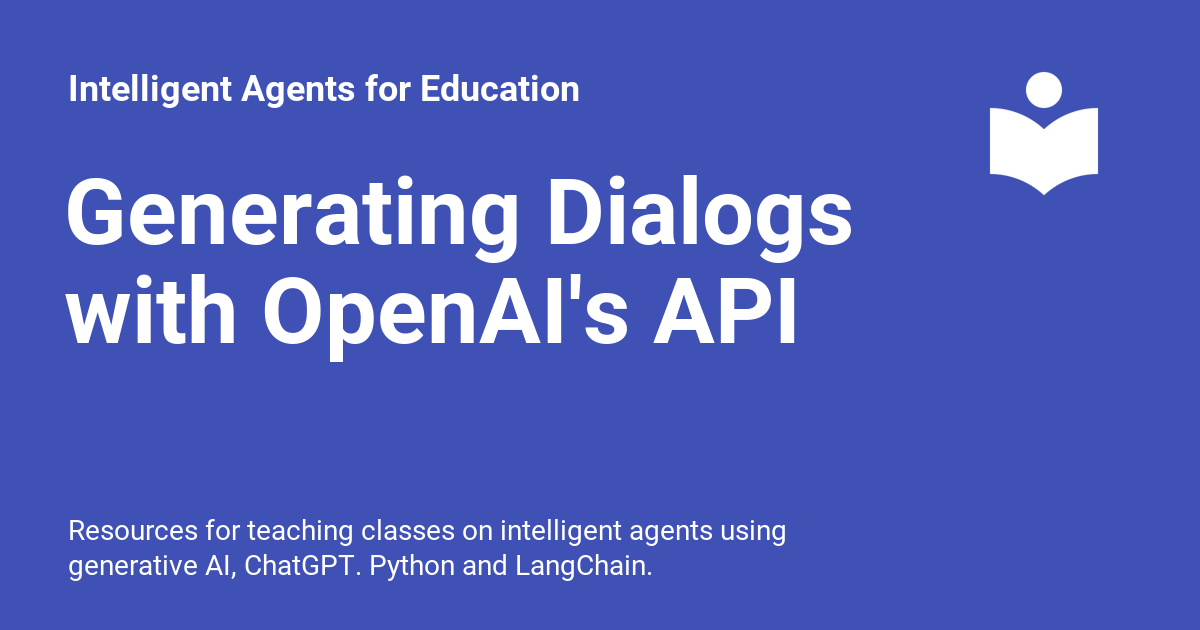 Intelligent Agents for Education
Generating Dialogs
with OpenAI's API
Resources for teaching classes on intelligent agents using
generative AI, ChatGPT. Python and LangChain.